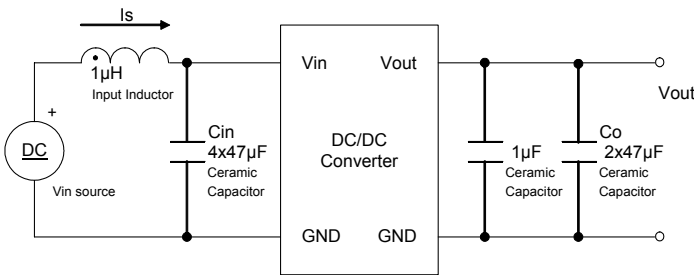 Is
1µH
Input Inductor
+
DC
Vin source
Cin
4x47µF
Ceramic
Capacitor
Vin
Vout
DC/DC
Converter
GND
GND
1µF
Ceramic
Capacitor
Co
2x47µF
Ceramic
Capacitor
Vout